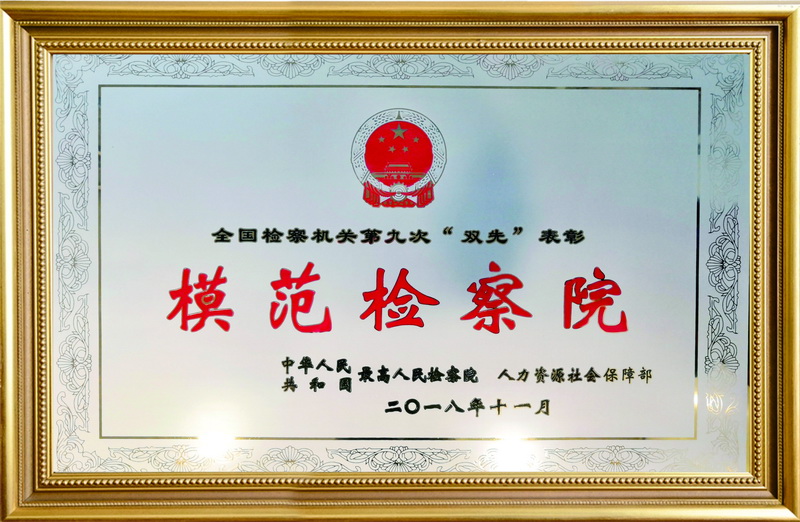 全国检察机关第九次“双先”表彰
模范检察院
中华人民共和国 最高人民检察院 人力资源社会保障部
二〇一八年十一月